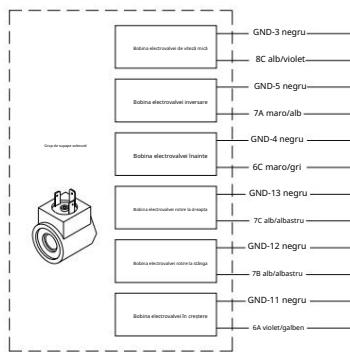 Bobina electrovalvei de viteză mică
GND-3 negru
8C alb/violet
Bobina electrovalvei inversare
GND-5 negru
7A maro/alb
Grup de supape solenoid
Bobina electrovalvei înainte
GND-4 negru
6C maro/gri
Bobina electrovalvei rotire la dreapta
GND-13 negru
7C alb/albastru
Bobina electrovalvei rotire la stânga
GND-12 negru
7B alb/albastru
Bobina electrovalvei în creștere
GND-11 negru
6A violet/galben